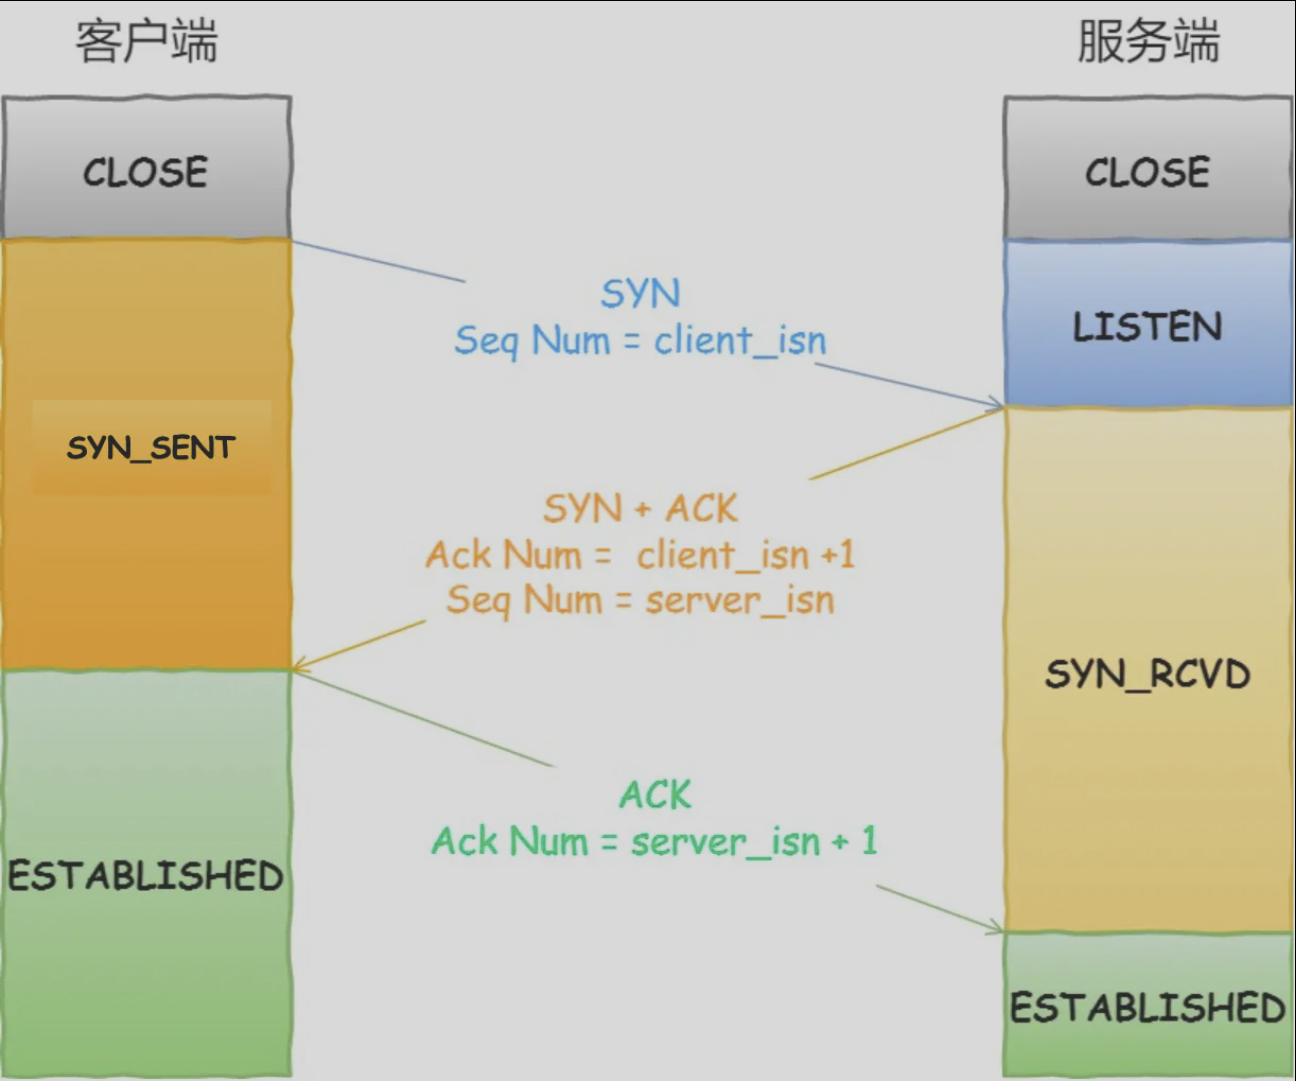 客户端
服务端
CLOSE
CLOSE
SYN
Seq Num = client_isn
LISTEN
SYN_SENT
SYN + ACK
Ack Num = client_isn +1
Seq Num = server_isn
SYN_RCVD
ACK
Ack Num = server_isn + 1
ESTABLISHED
ESTABLISHED